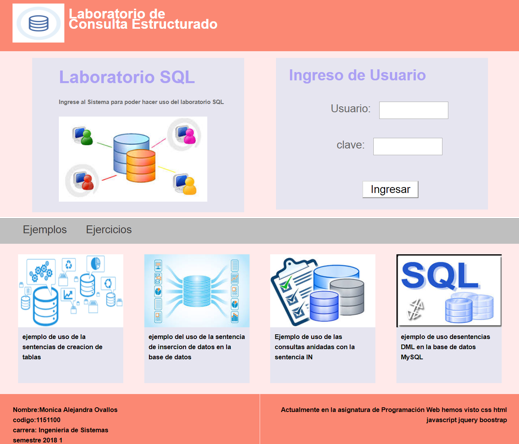 Laboratorio de
Consulta Estructurado
Laboratorio SQL
Ingrese al Sistema para poder hacer uso del laboratorio SQL
Ingreso de Usuario
Usuario:
clave:
Ingresar
Ejemplos Ejercicios
ejemplo de uso de la
sentencias de creacion de
tablas
ejemplo del uso de la sentencia
de insercion de datos en la
base de datos
Ejemplo de uso de las
consultas anidadas con la
sentencia IN
SQL
ejemplo de uso desentencias
DML en la base de datos
MySQL
Nombre:Monica Alejandra Ovallos
codigo:1151100
carrera: Ingenieria de Sistemas
semestre 2018 1
Actualmente en la asignatura de Programación Web hemos visto css html
javascript jquery boostrap